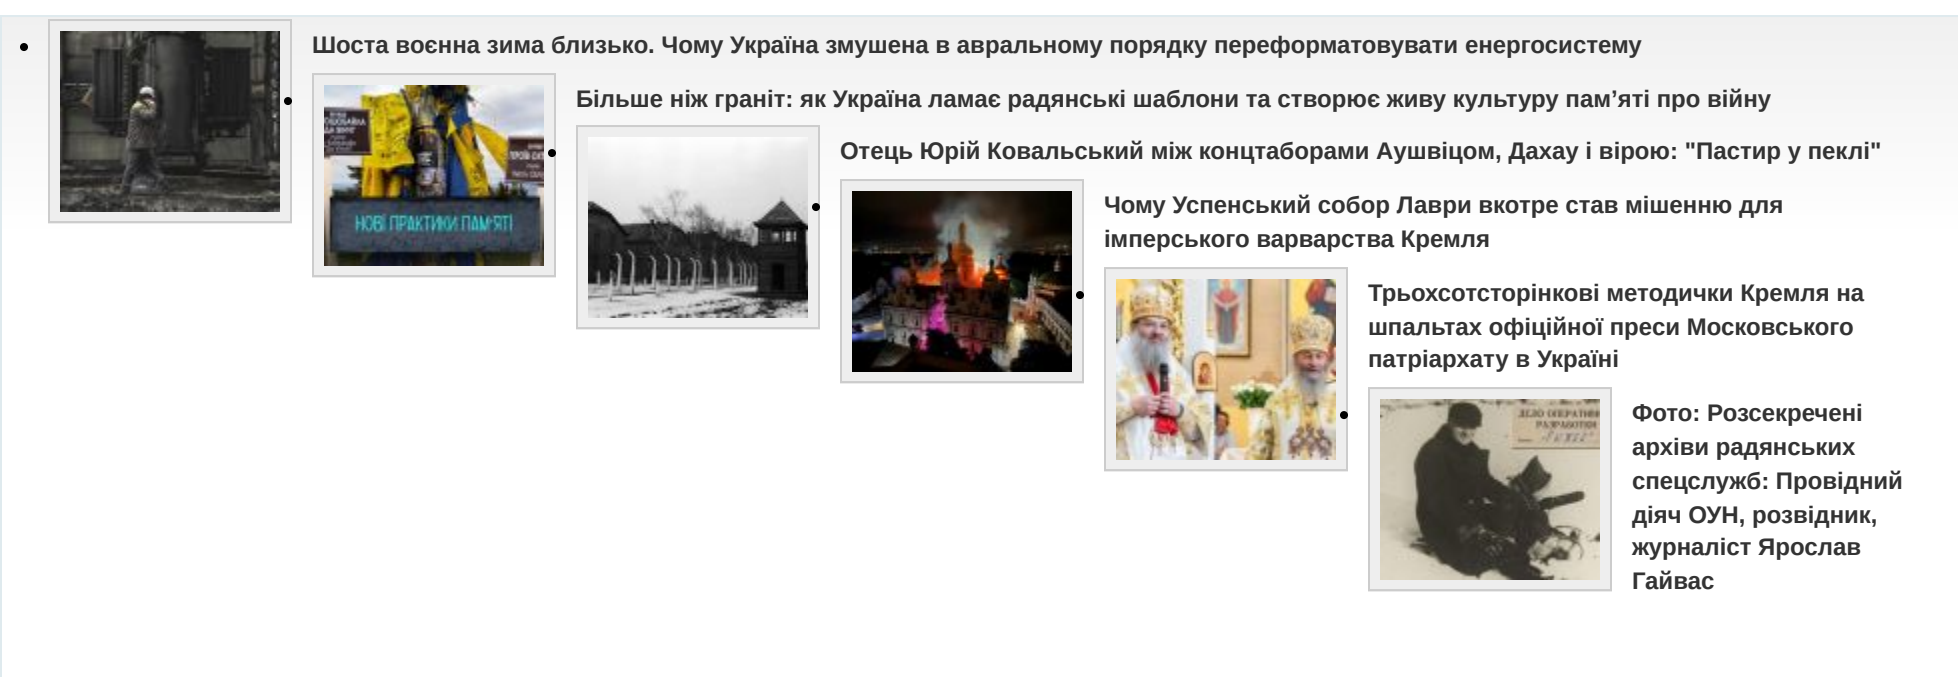 Шоста воєнна зима близько. Чому Україна змушена в авральному порядку переформатовувати енергосистему
Більше ніж граніт: як Україна ламає радянські шаблони та створює живу культуру пам’яті про війну
НОВІ ПРАКТИКИ ПАМ'ЯТІ
Отець Юрій Ковальський між концтаборами Аушвіцом, Дахау і вірою: "Пастир у пеклі"
Чому Успенський собор Лаври вкотре став мішенню для
імперського варварства Кремля
Трьохсотсторінкові методички Кремля на
шпальтах офіційної преси Московського
патріархату в Україні
ДЕЛО ОПЕРАТИВН
РАЗРАБОТКИ
Фото: Розсекречені
архіви радянських
спецслужб: Провідний
діяч ОУН, розвідник,
журналіст Ярослав
Гайвас